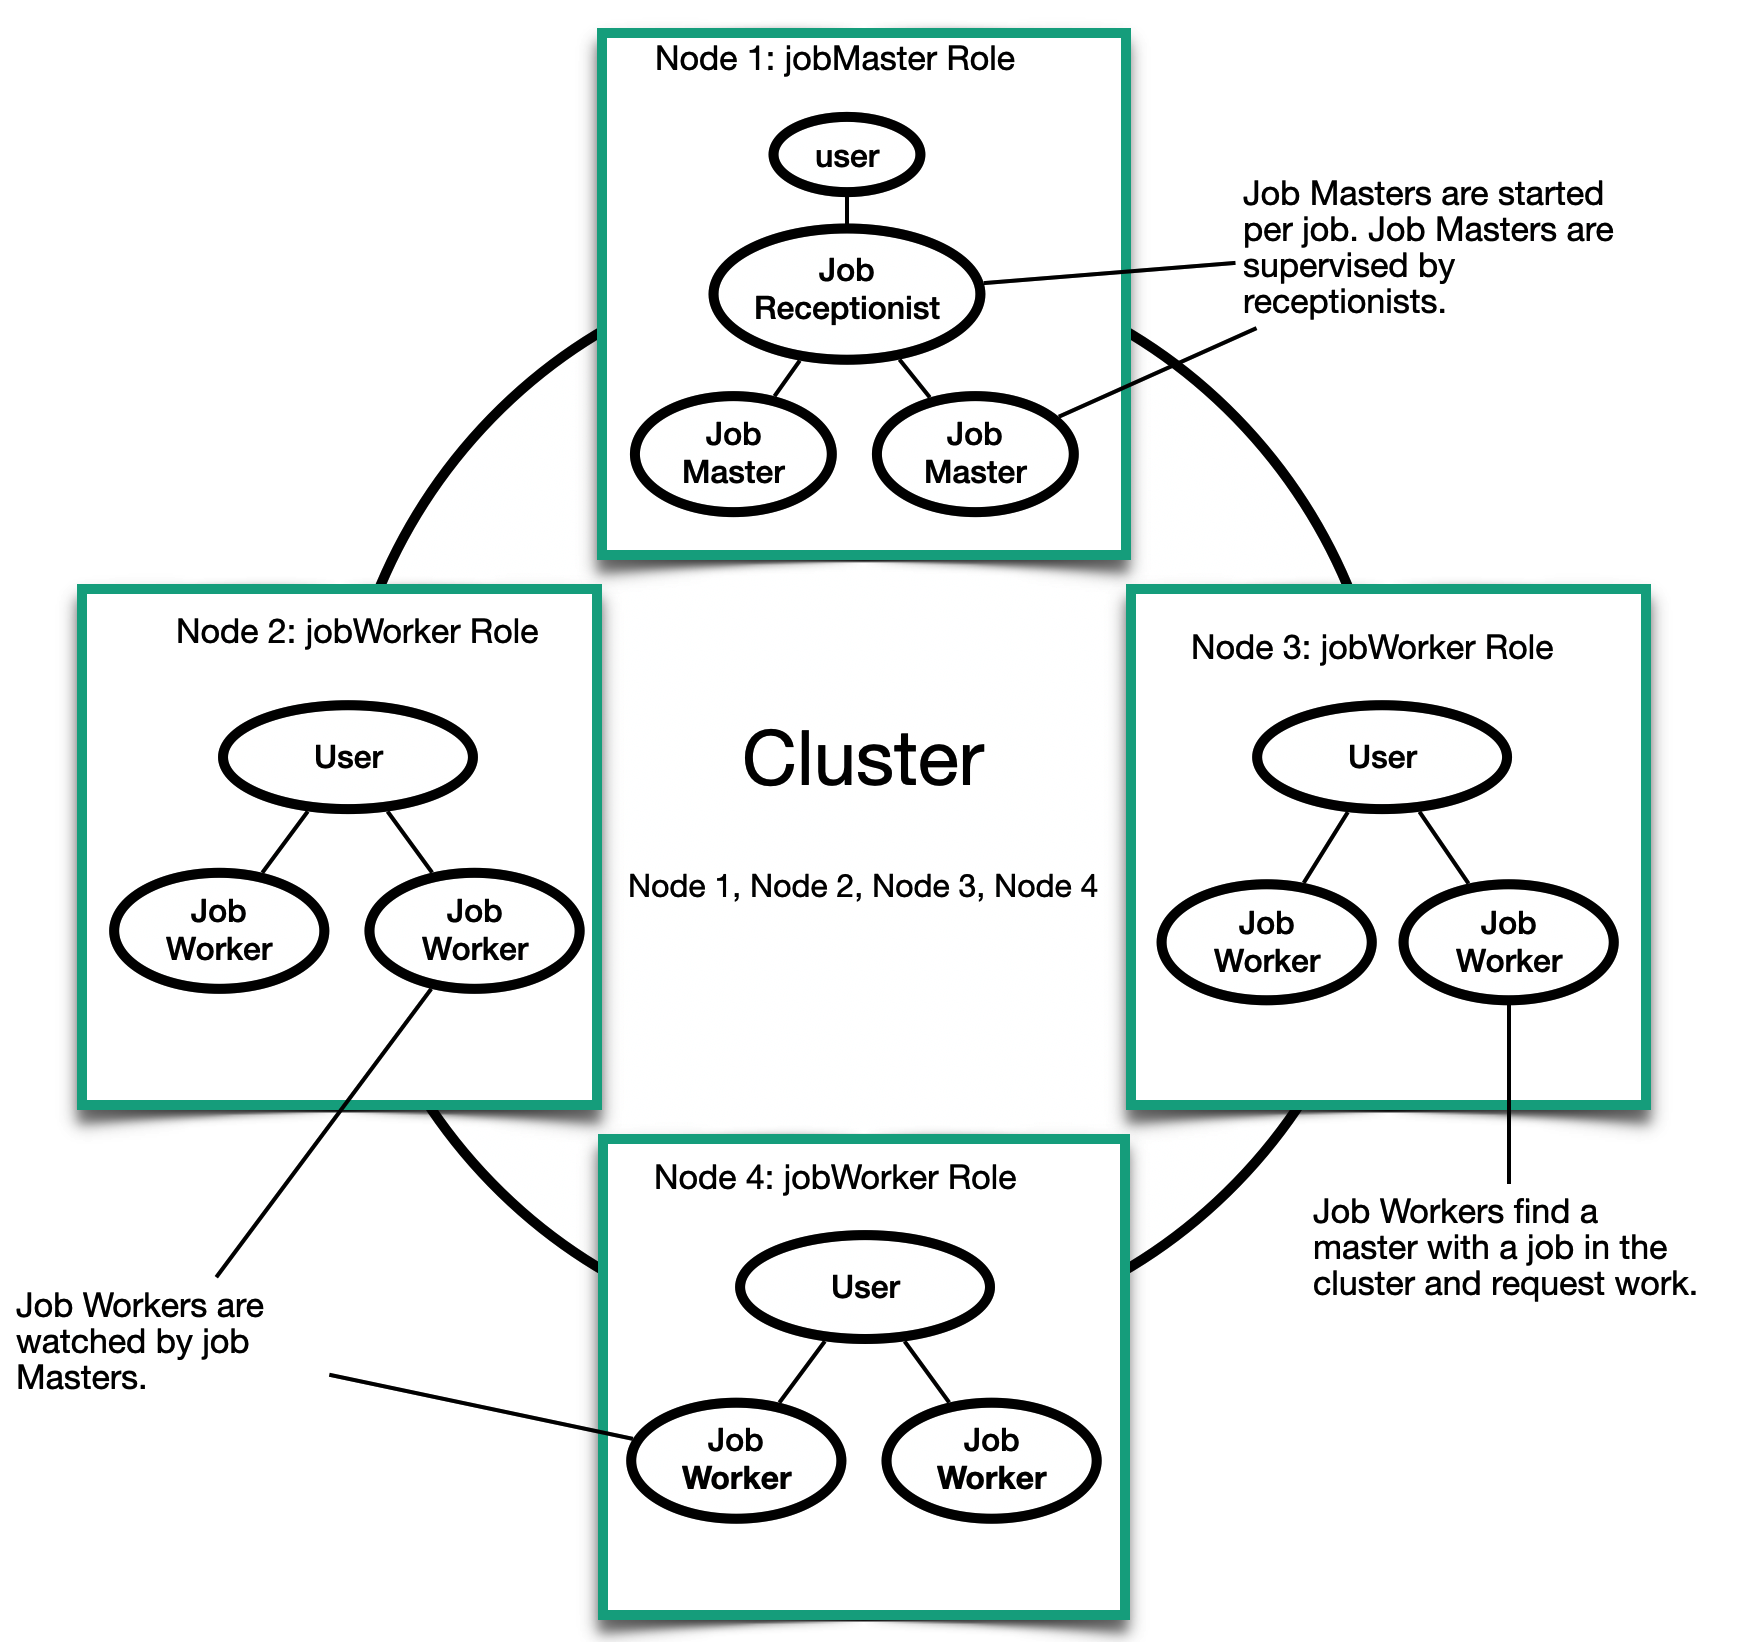 Node 1: jobMaster Role
user
Job
Receptionist
Job
Master
Job
Master
Job Masters are started
per job. Job Masters are
supervised by
receptionists.
Node 2: jobWorker Role
User
Job
Worker
Job
Worker
Cluster
Node 1, Node 2, Node 3, Node 4
Node 3: jobWorker Role
User
Job
Worker
Job
Worker
Job Workers are
watched by job
Masters.
Node 4: jobWorker Role
User
Job
Worker
Job
Worker
Job Workers find a
master with a job in the
cluster and request work.